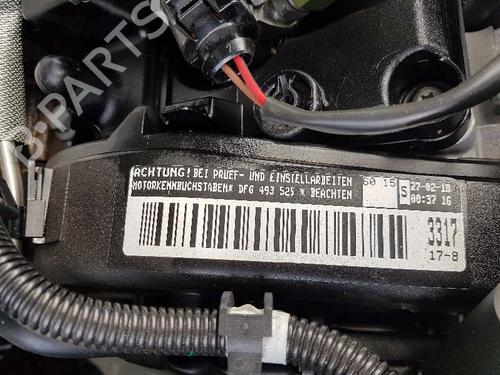 B-PARTS
ACHTUNG! BEI PRUEF- UND EINSTELLARBEITEN
MOTORKENNBUCHSTABEN* DFG 493 525 * BEACHTEN
50 15
S
27-02-18
00:37 16
3317
17-8